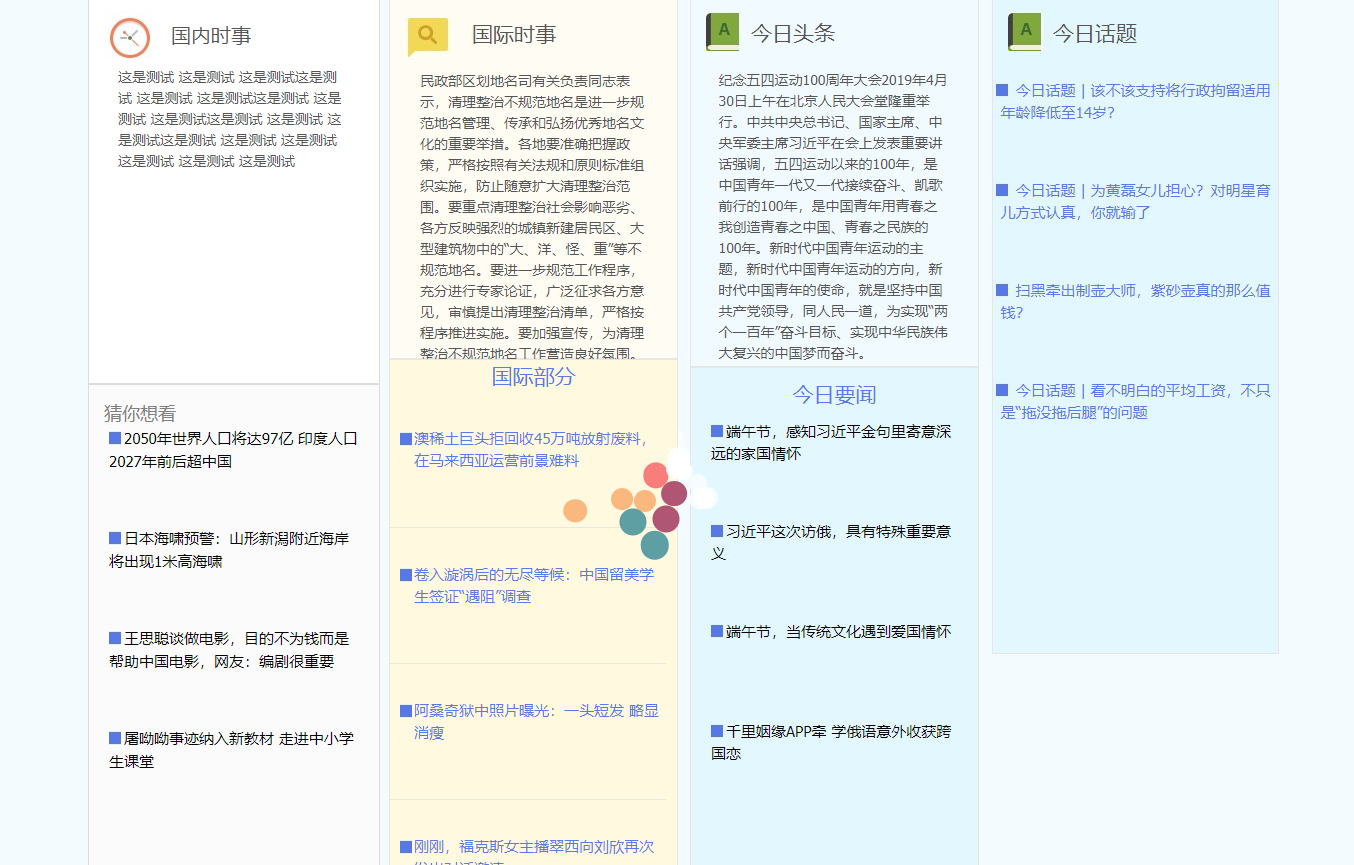 国内时事
这是测试 这是测试 这是测试这是测
试 这是测试 这是测试这是测试 这是
测试 这是测试这是测试 这是测试 这
是测试这是测试 这是测试 这是测试
这是测试 这是测试 这是测试
猜你想看
2050年世界人口将达97亿 印度人口
2027年前后超中国
日本海啸预警：山形新潟附近海岸
将出现1米高海啸
王思聪谈做电影，目的不为钱而是
帮助中国电影，网友：编剧很重要
屠呦呦事迹纳入新教材 走进中小学
生课堂
国际时事
民政部区划地名司有关负责同志表
示，清理整治不规范地名是进一步规
范地名管理、传承和弘扬优秀地名文
化的重要举措。各地要准确把握政
策，严格按照有关法规和原则标准组
织实施，防止随意扩大清理整治范
围。要重点清理整治社会影响恶劣、
各方反映强烈的城镇新建居民区、大
型建筑物中的“大、洋、怪、重”等不
规范地名。要进一步规范工作程序，
充分进行专家论证，广泛征求各方意
见，审慎提出清理整治清单，严格按
程序推进实施。要加强宣传，为清理
整治不规范地名工作营造良好氛围。
国际部分
澳稀土巨头拒回收45万吨放射废料，
在马来西亚运营前景难料
卷入漩涡后的无尽等候：中国留美学
生签证“遇阻”调查
阿桑奇狱中照片曝光：一头短发 略显
消瘦
刚刚，福克斯女主播翠西向刘欣再次
A
今日头条
纪念五四运动100周年大会2019年4月
30日上午在北京人民大会堂隆重举
行。中共中央总书记、国家主席、中
央军委主席习近平在会上发表重要讲
话强调，五四运动以来的100年，是
中国青年一代又一代接续奋斗、凯歌
前行的100年，是中国青年用青春之
我创造青春之中国、青春之民族的
100年。新时代中国青年运动的主
题，新时代中国青年运动的方向，新
时代中国青年的使命，就是坚持中国
共产党领导，同人民一道，为实现“两
个一百年”奋斗目标、实现中华民族伟
大复兴的中国梦而奋斗。
今日要闻
端午节，感知习近平金句里寄意深
远的家国情怀
习近平这次访俄，具有特殊重要意
义
端午节，当传统文化遇到爱国情怀
千里姻缘APP牵 学俄语意外收获跨
国恋
A
今日话题
今日话题 | 该不该支持将行政拘留适用
年龄降低至14岁？
今日话题 | 为黄磊女儿担心？对明星育
儿方式认真，你就输了
扫黑牵出制壶大师，紫砂壶真的那么值
钱？
今日话题 | 看不明白的平均工资，不只
是“拖没拖后腿”的问题